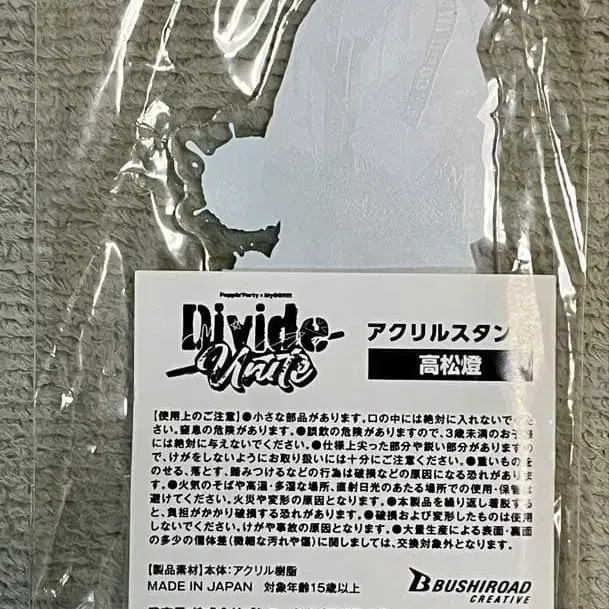 Poppin'Party × MyGO!!!!!
Divide
Unite
アクリルスタン
高松燈
【使用上のご注意】●小さな部品があります。口の中には絶対に入れないで
さい。窒息の危険があります。●誤飲の危険がありますので、3歳未満のお
には絶対に与えないでください。●仕様上尖った部分や鋭い部分があります
で、けがをしないようにお取り扱いには十分にご注意ください。●重いものを
のせる、落とす、踏みつけるなどの行為は破損などの原因になる恐れがありま
す。●火気のそばや高温・多湿な場所、直射日光のあたる場所での使用・保管は
避けてください。火災や変形の原因となります。●本製品を繰り返し着脱する
と、負担がかかり破損する恐れがあります。●破損および変形したものは使用
しないでください。けがや事故の原因となります。●大量生産による表面・裏面
の多少の個体差(微細な汚れや傷)に関しましては、交換対象外となります。
【製品素材】本体:アクリル樹脂
MADE IN JAPAN 対象年齢15歳以上
BUSHIROAD
CREATIVE